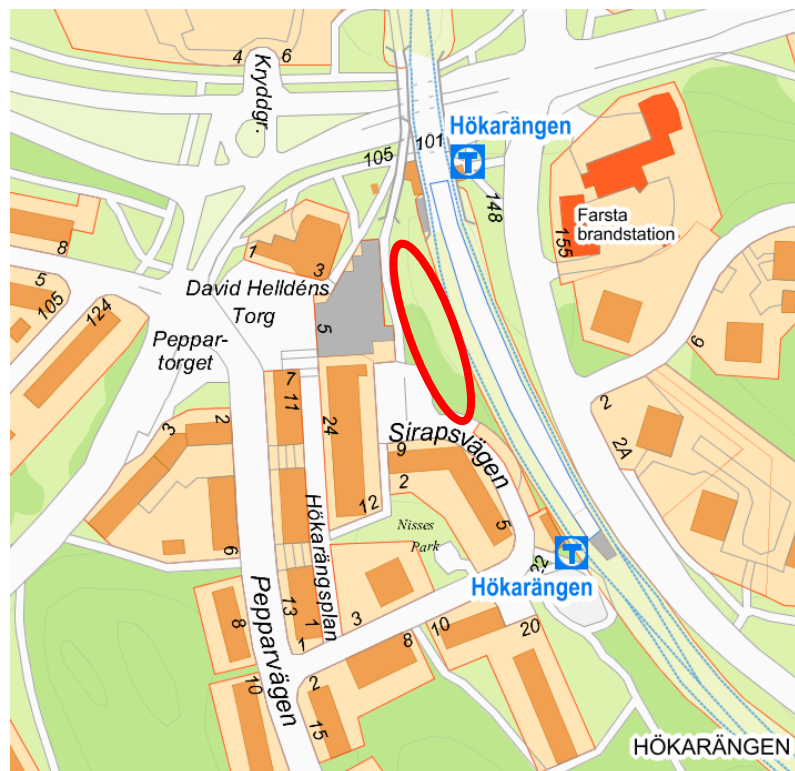 4
6
Kryddgr.
101
Hökarängen
T
105
148
155
Farsta
brandstation
8
5
105
124
1
3
David Helldéns
Torg
5
Peppar-
torget
6
2
2A
7
11
24
3
2
Sirapsvägen
9
2
12
5
Nisses
Park
6
Hökarängsplan
22
T
Hökarängen
8
13
1
3
10
20
1
8
Pepparvägen
10
2
15
HÖKARÄNGEN